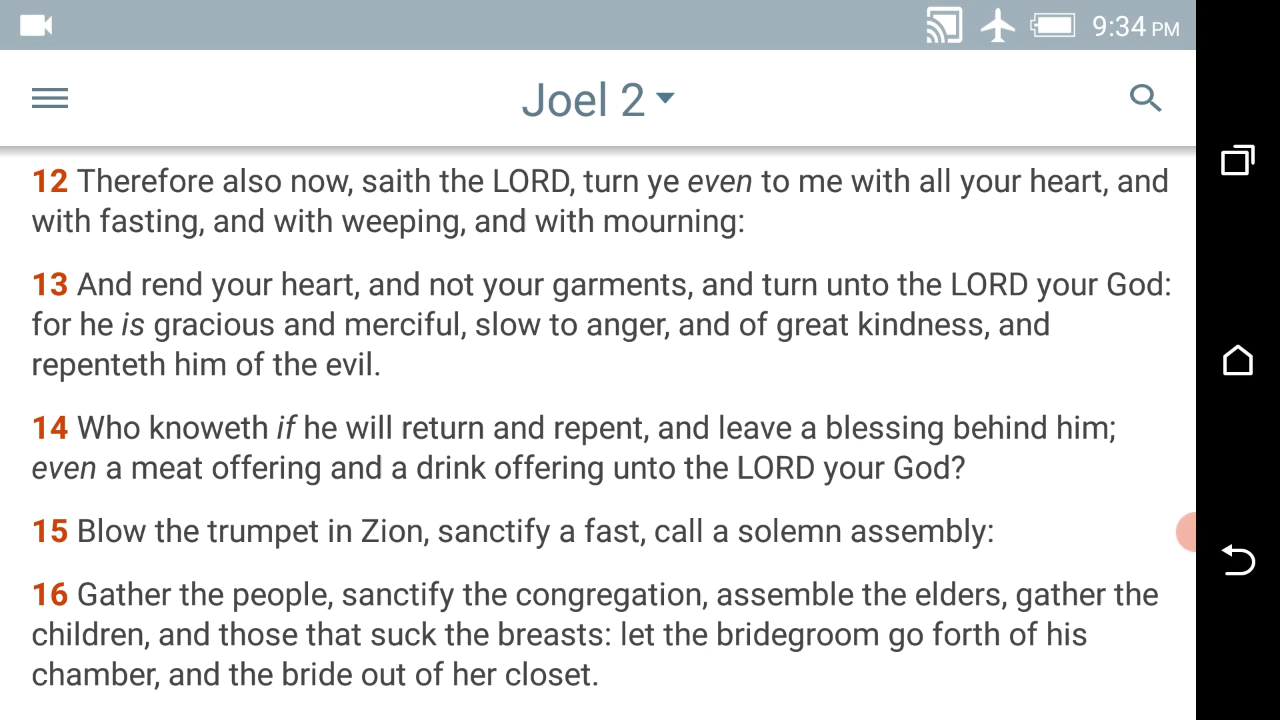 9:34 PM
Joel 2
12 Therefore also now, saith the LORD, turn ye even to me with all your heart, and
with fasting, and with weeping, and with mourning:
13 And rend your heart, and not your garments, and turn unto the LORD your God:
for he is gracious and merciful, slow to anger, and of great kindness, and
repenteth him of the evil.
14 Who knoweth if he will return and repent, and leave a blessing behind him;
even a meat offering and a drink offering unto the LORD your God?
15 Blow the trumpet in Zion, sanctify a fast, call a solemn assembly:
16 Gather the people, sanctify the congregation, assemble the elders, gather the
children, and those that suck the breasts: let the bridegroom go forth of his
chamber, and the bride out of her closet.